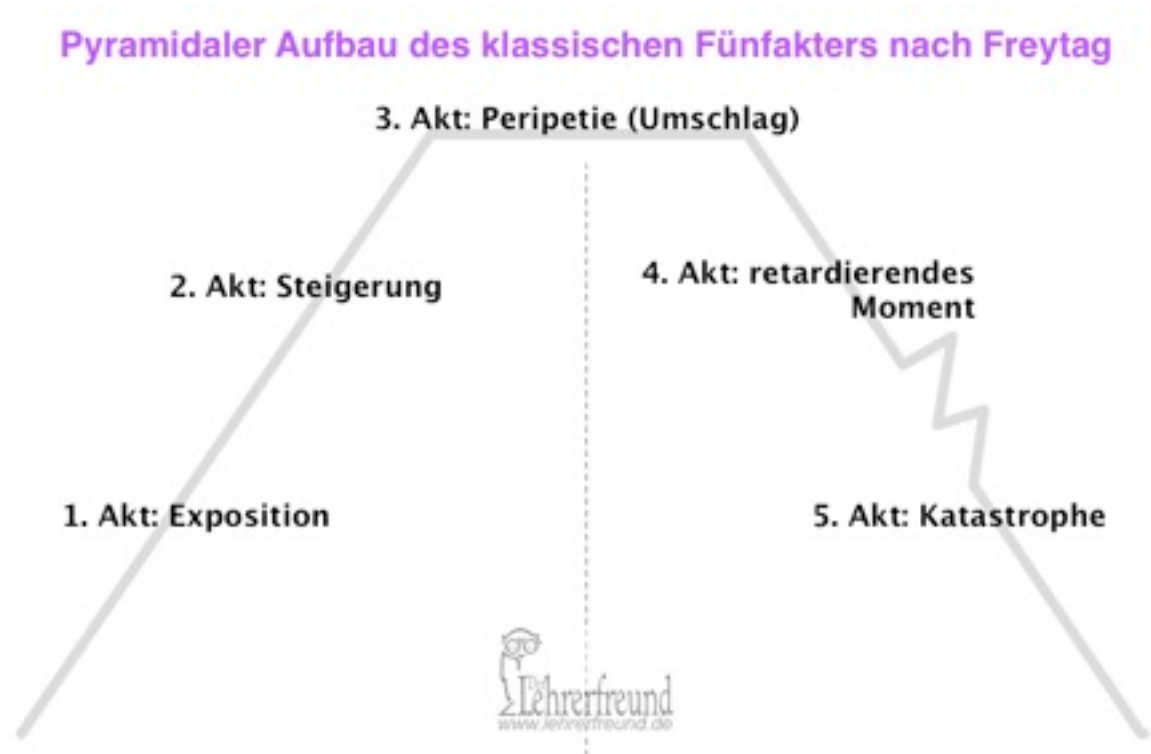 Pyramidaler Aufbau des klassischen Fünfakters nach Freytag
3. Akt: Peripetie (Umschlag)
2. Akt: Steigerung
4. Akt: retardierendes
Moment
1. Akt: Exposition
5. Akt: Katastrophe
Der
Lehrerfreund
www.lehrerfreund.de